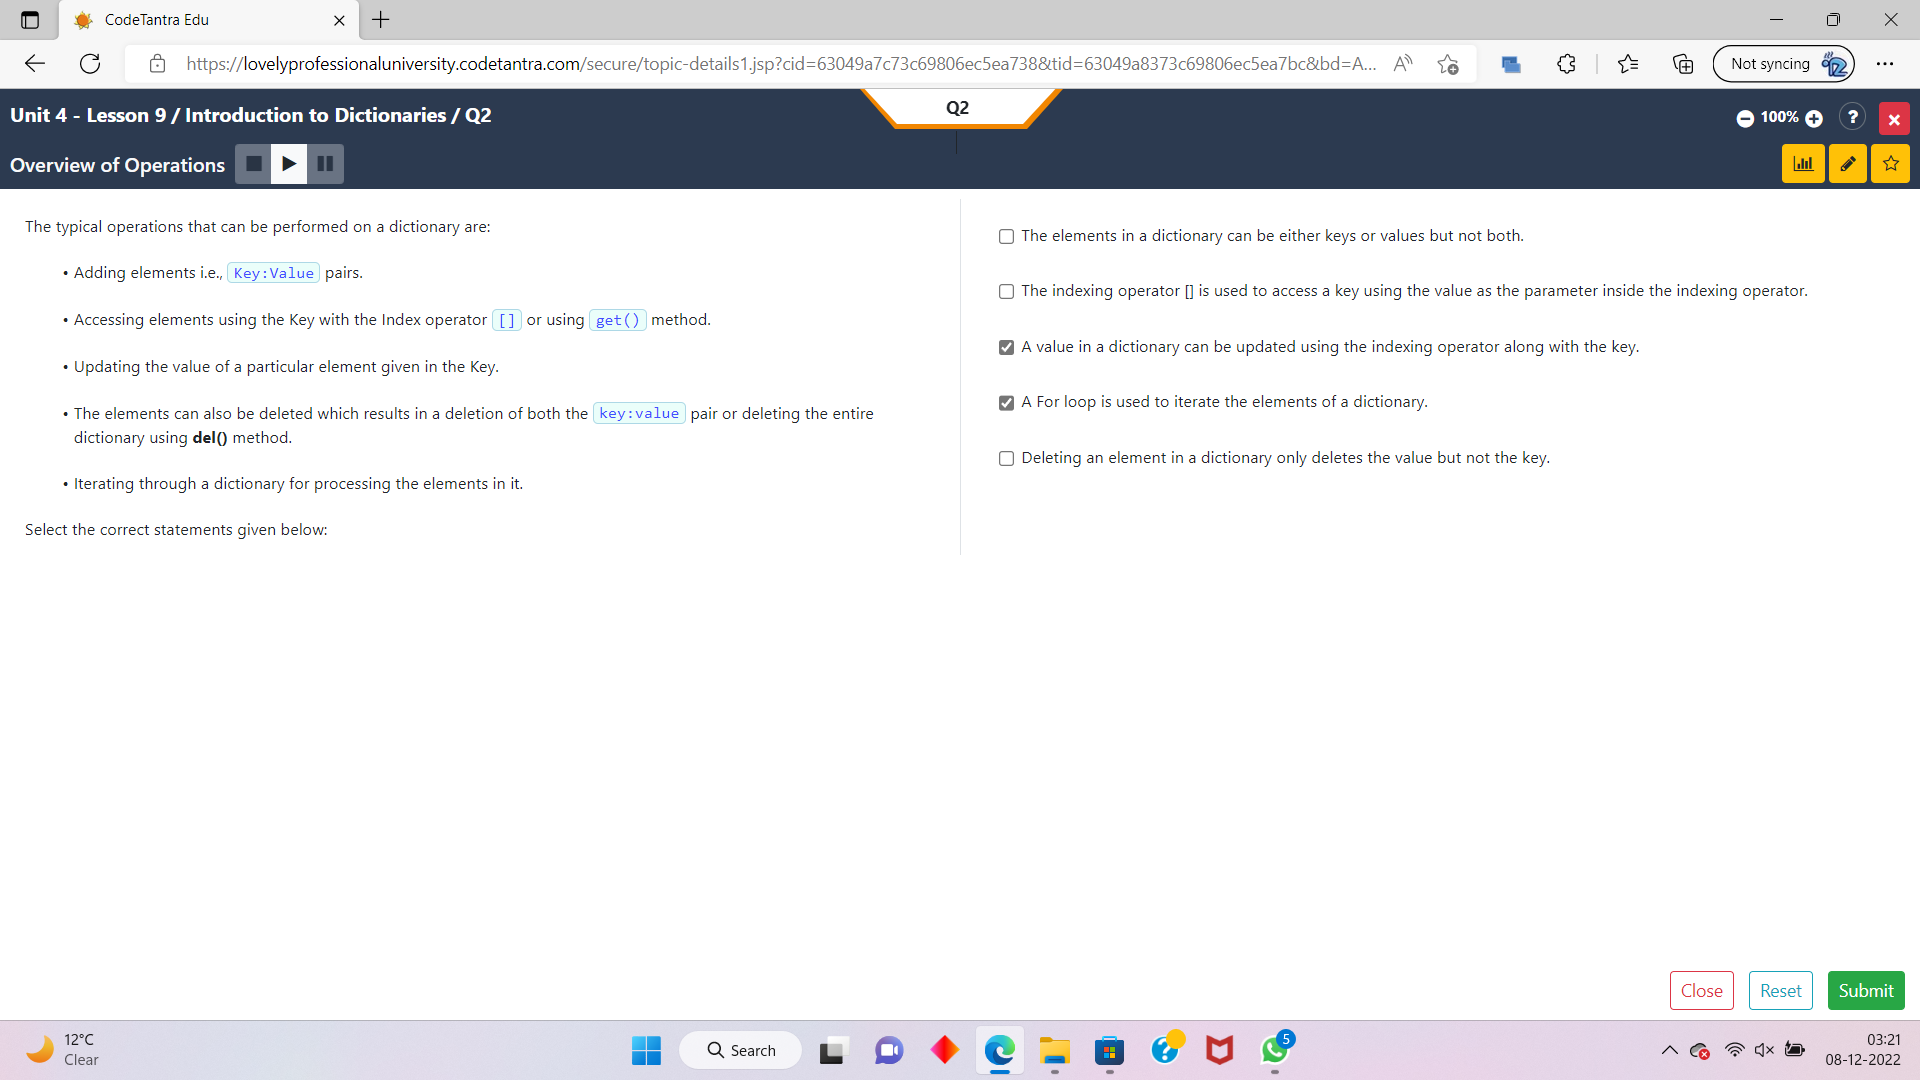 CodeTantra Edu
https://lovelyprofessionaluniversity.codetantra.com/secure/topic-details1.jsp?cid=63049a7c73c69806ec5ea738&tid=63049a8373c69806ec5ea7bc&bd=A...
Not syncing
Unit 4 - Lesson 9 / Introduction to Dictionaries / Q2
Q2
100%
?
Overview of Operations
The typical operations that can be performed on a dictionary are:
• Adding elements i.e., Key:Value pairs.
• Accessing elements using the Key with the Index operator [] or using get() method.
• Updating the value of a particular element given in the Key.
• The elements can also be deleted which results in a deletion of both the key:value pair or deleting the entire
dictionary using del() method.
• Iterating through a dictionary for processing the elements in it.
Select the correct statements given below:
The elements in a dictionary can be either keys or values but not both.
The indexing operator [] is used to access a key using the value as the parameter inside the indexing operator.
A value in a dictionary can be updated using the indexing operator along with the key.
A For loop is used to iterate the elements of a dictionary.
Deleting an element in a dictionary only deletes the value but not the key.
Close
Reset
Submit
12°C
Clear
Search
5
03:21
08-12-2022